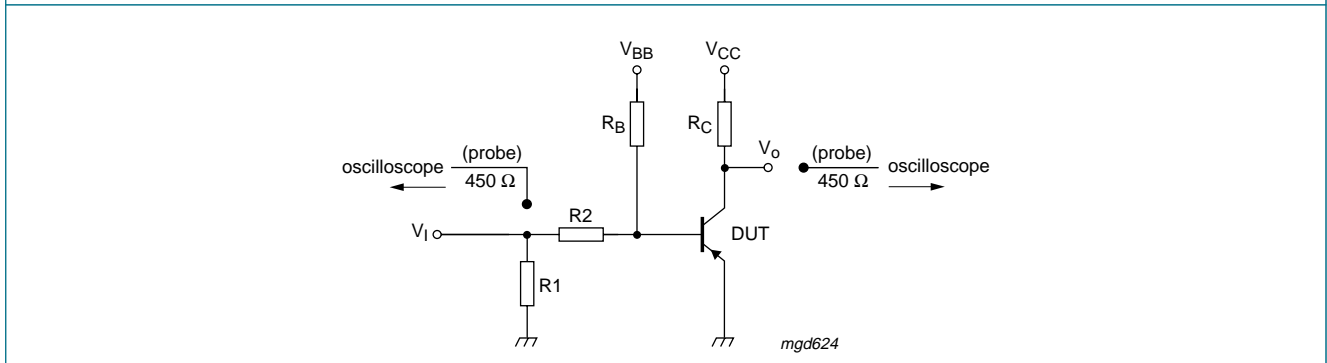 V_BB V_CC
R_B R_C
V_o
(probe) (probe)
oscilloscope oscilloscope
450 Ω 450 Ω
R2
V_I DUT
R1
mgd624